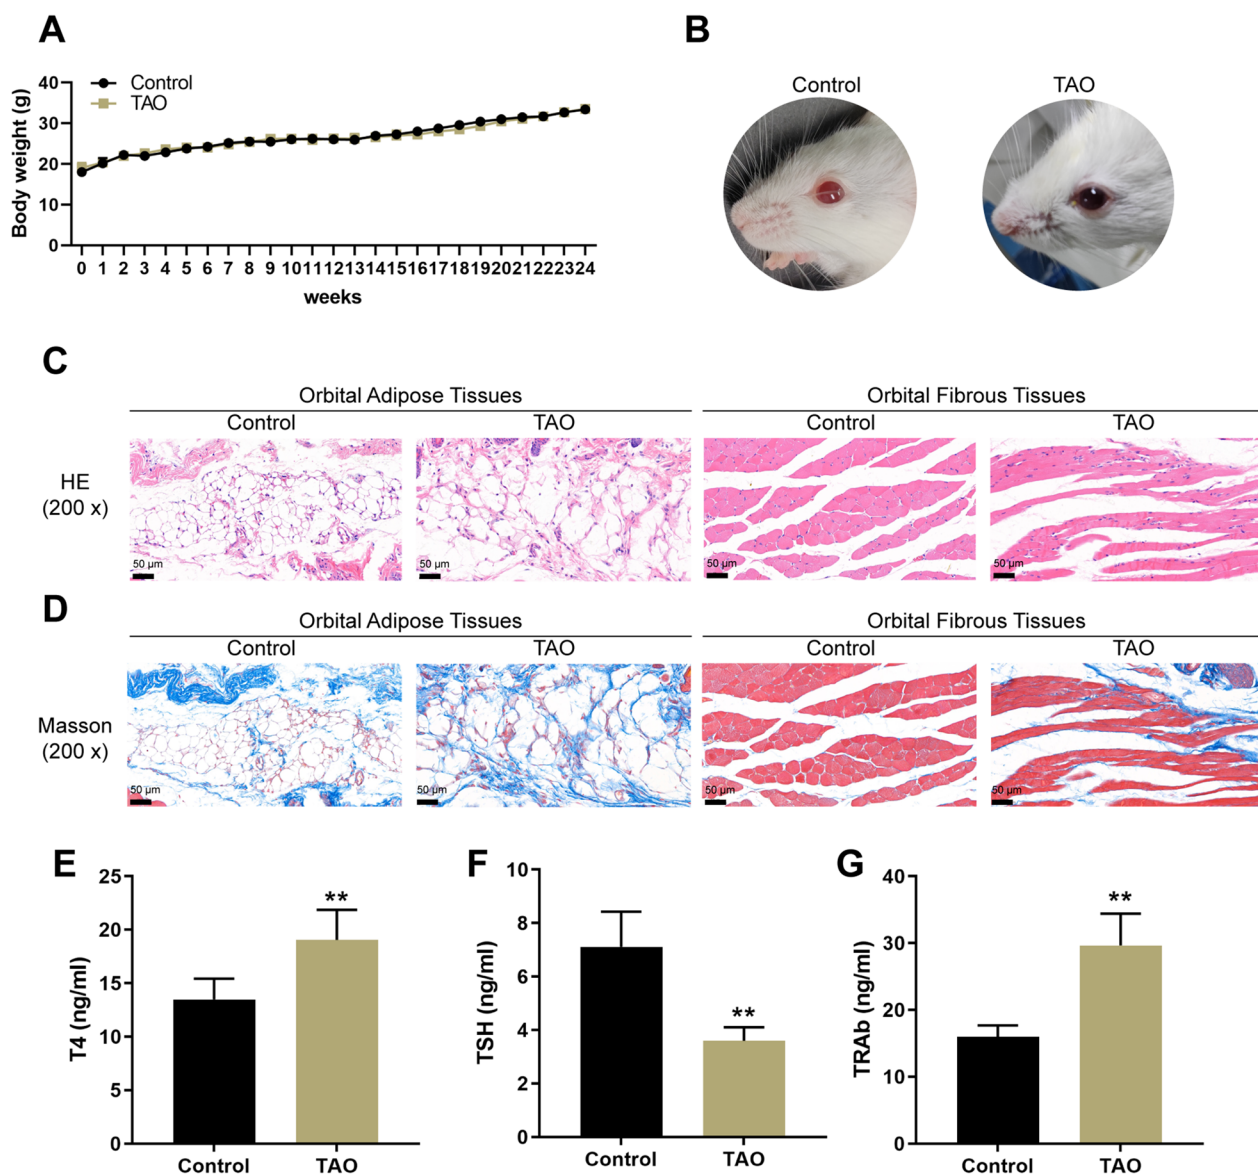 A
B
Control
TAO
Body weight (g)
40
30
20
10
0
0 1 2 3 4 5 6 7 8 9 10 11 12 13 14 15 16 17 18 19 20 21 22 23 24
weeks
Control
TAO
C
Orbital Adipose Tissues
Orbital Fibrous Tissues
Control
TAO
Control
TAO
HE
(200 x)
50 μm
50 μm
50 μm
50 μm
D
Orbital Adipose Tissues
Orbital Fibrous Tissues
Control
TAO
Control
TAO
Masson
(200 x)
50 μm
50 μm
50 μm
50 μm
E
T4 (ng/ml)
25
20
15
10
5
0
**
Control
TAO
F
TSH (ng/ml)
10
8
6
4
2
0
**
Control
TAO
G
TRAb (ng/ml)
40
30
20
10
0
**
Control
TAO